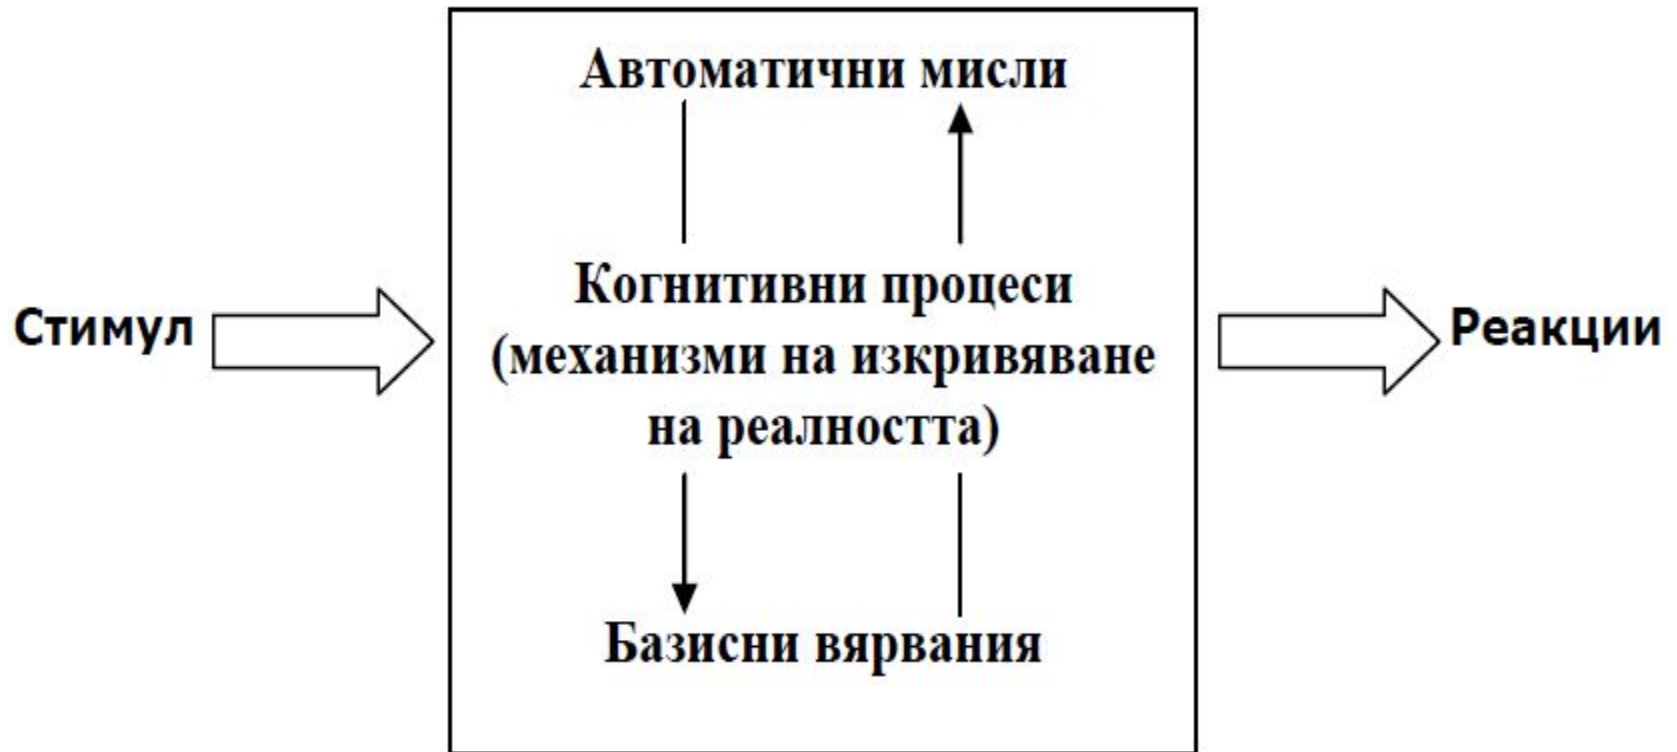 Автоматични мисли
Стимул
Когнитивни процеси
(механизми на изкривяване
на реалността)
Реакции
Базисни вярвания